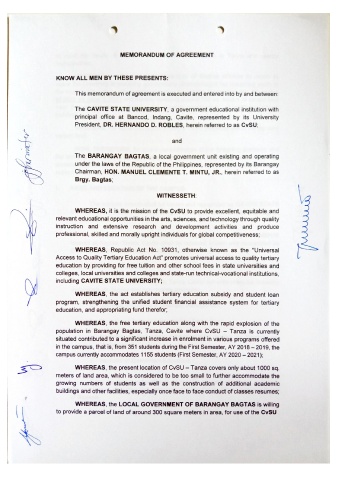 MEMORANDUM OF AGREEMENT
KNOW ALL MEN BY THESE PRESENTS:
This memorandum of agreement is executed and entered into by and between:
The CAVITE STATE UNIVERSITY, a government educational institution with
principal office at Bancod, Indang, Cavite, represented by its University
President, DR. HERNANDO D. ROBLES, herein referred to as CvSU;
and
The BARANGAY BAGTAS, a local government unit existing and operating
under the laws of the Republic of the Philippines, represented by its Barangay
Chairman, HON. MANUEL CLEMENTE T. MINTU, JR., herein referred to as
Brgy. Bagtas;
WITNESSETH:
WHEREAS, it is the mission of the CvSU to provide excellent, equitable and
relevant educational opportunities in the arts, sciences, and technology through quality
instruction and extensive research and development activities and produce
professional, skilled and morally upright individuals for global competitiveness;
WHEREAS, Republic Act No. 10931, otherwise known as the "Universal
Access to Quality Tertiary Education Act" promotes universal access to quality tertiary
education by providing for free tuition and other school fees in state universities and
colleges, local universities and colleges and state-run technical-vocational institutions,
including CAVITE STATE UNIVERSITY;
WHEREAS, the act establishes tertiary education subsidy and student loan
program, strengthening the unified student financial assistance system for tertiary
education, and appropriating fund therefor;
WHEREAS, the free tertiary education along with the rapid explosion of the
population in Barangay Bagtas, Tanza, Cavite where CvSU – Tanza is currently
situated contributed to a significant increase in enrolment in various programs offered
in the campus, that is, from 351 students during the First Semester, AY 2018 – 2019, the
campus currently accommodates 1155 students (First Semester, AY 2020 – 2021);
WHEREAS, the present location of CvSU – Tanza covers only about 1000 sq.
meters of land area, which is considered to be too small to further accommodate the
growing numbers of students as well as the construction of additional academic
buildings and other facilities, especially once face to face conduct of classes resumes;
WHEREAS, the LOCAL GOVERNMENT OF BARANGAY BAGTAS is willing
to provide a parcel of land of around 300 square meters in area, for use of the CvSU